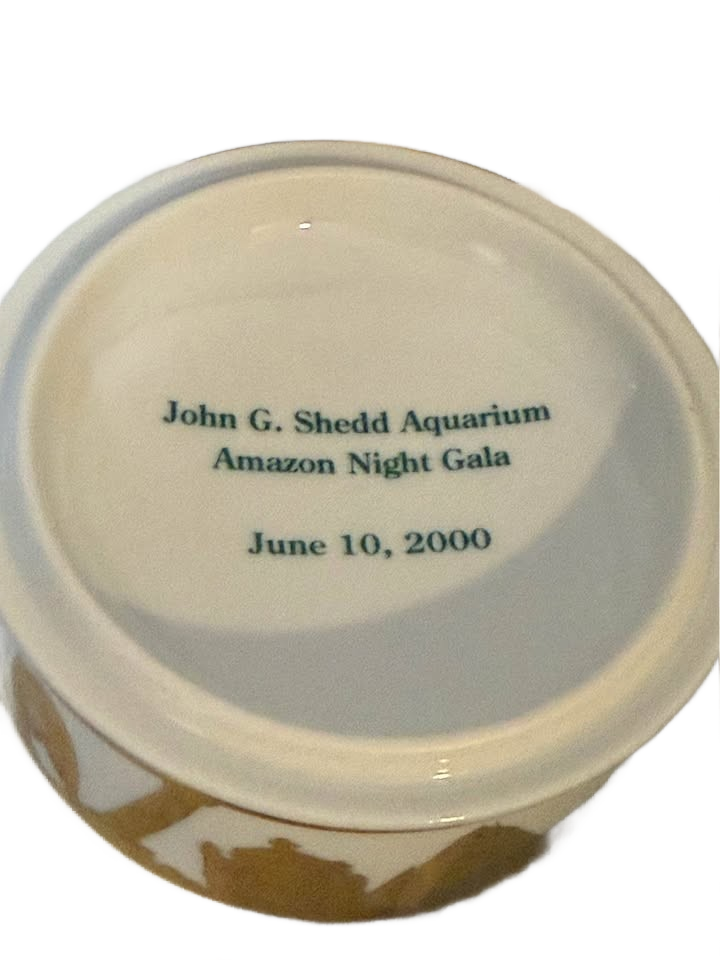 John G. Shedd Aquarium
Amazon Night Gala
June 10, 2000